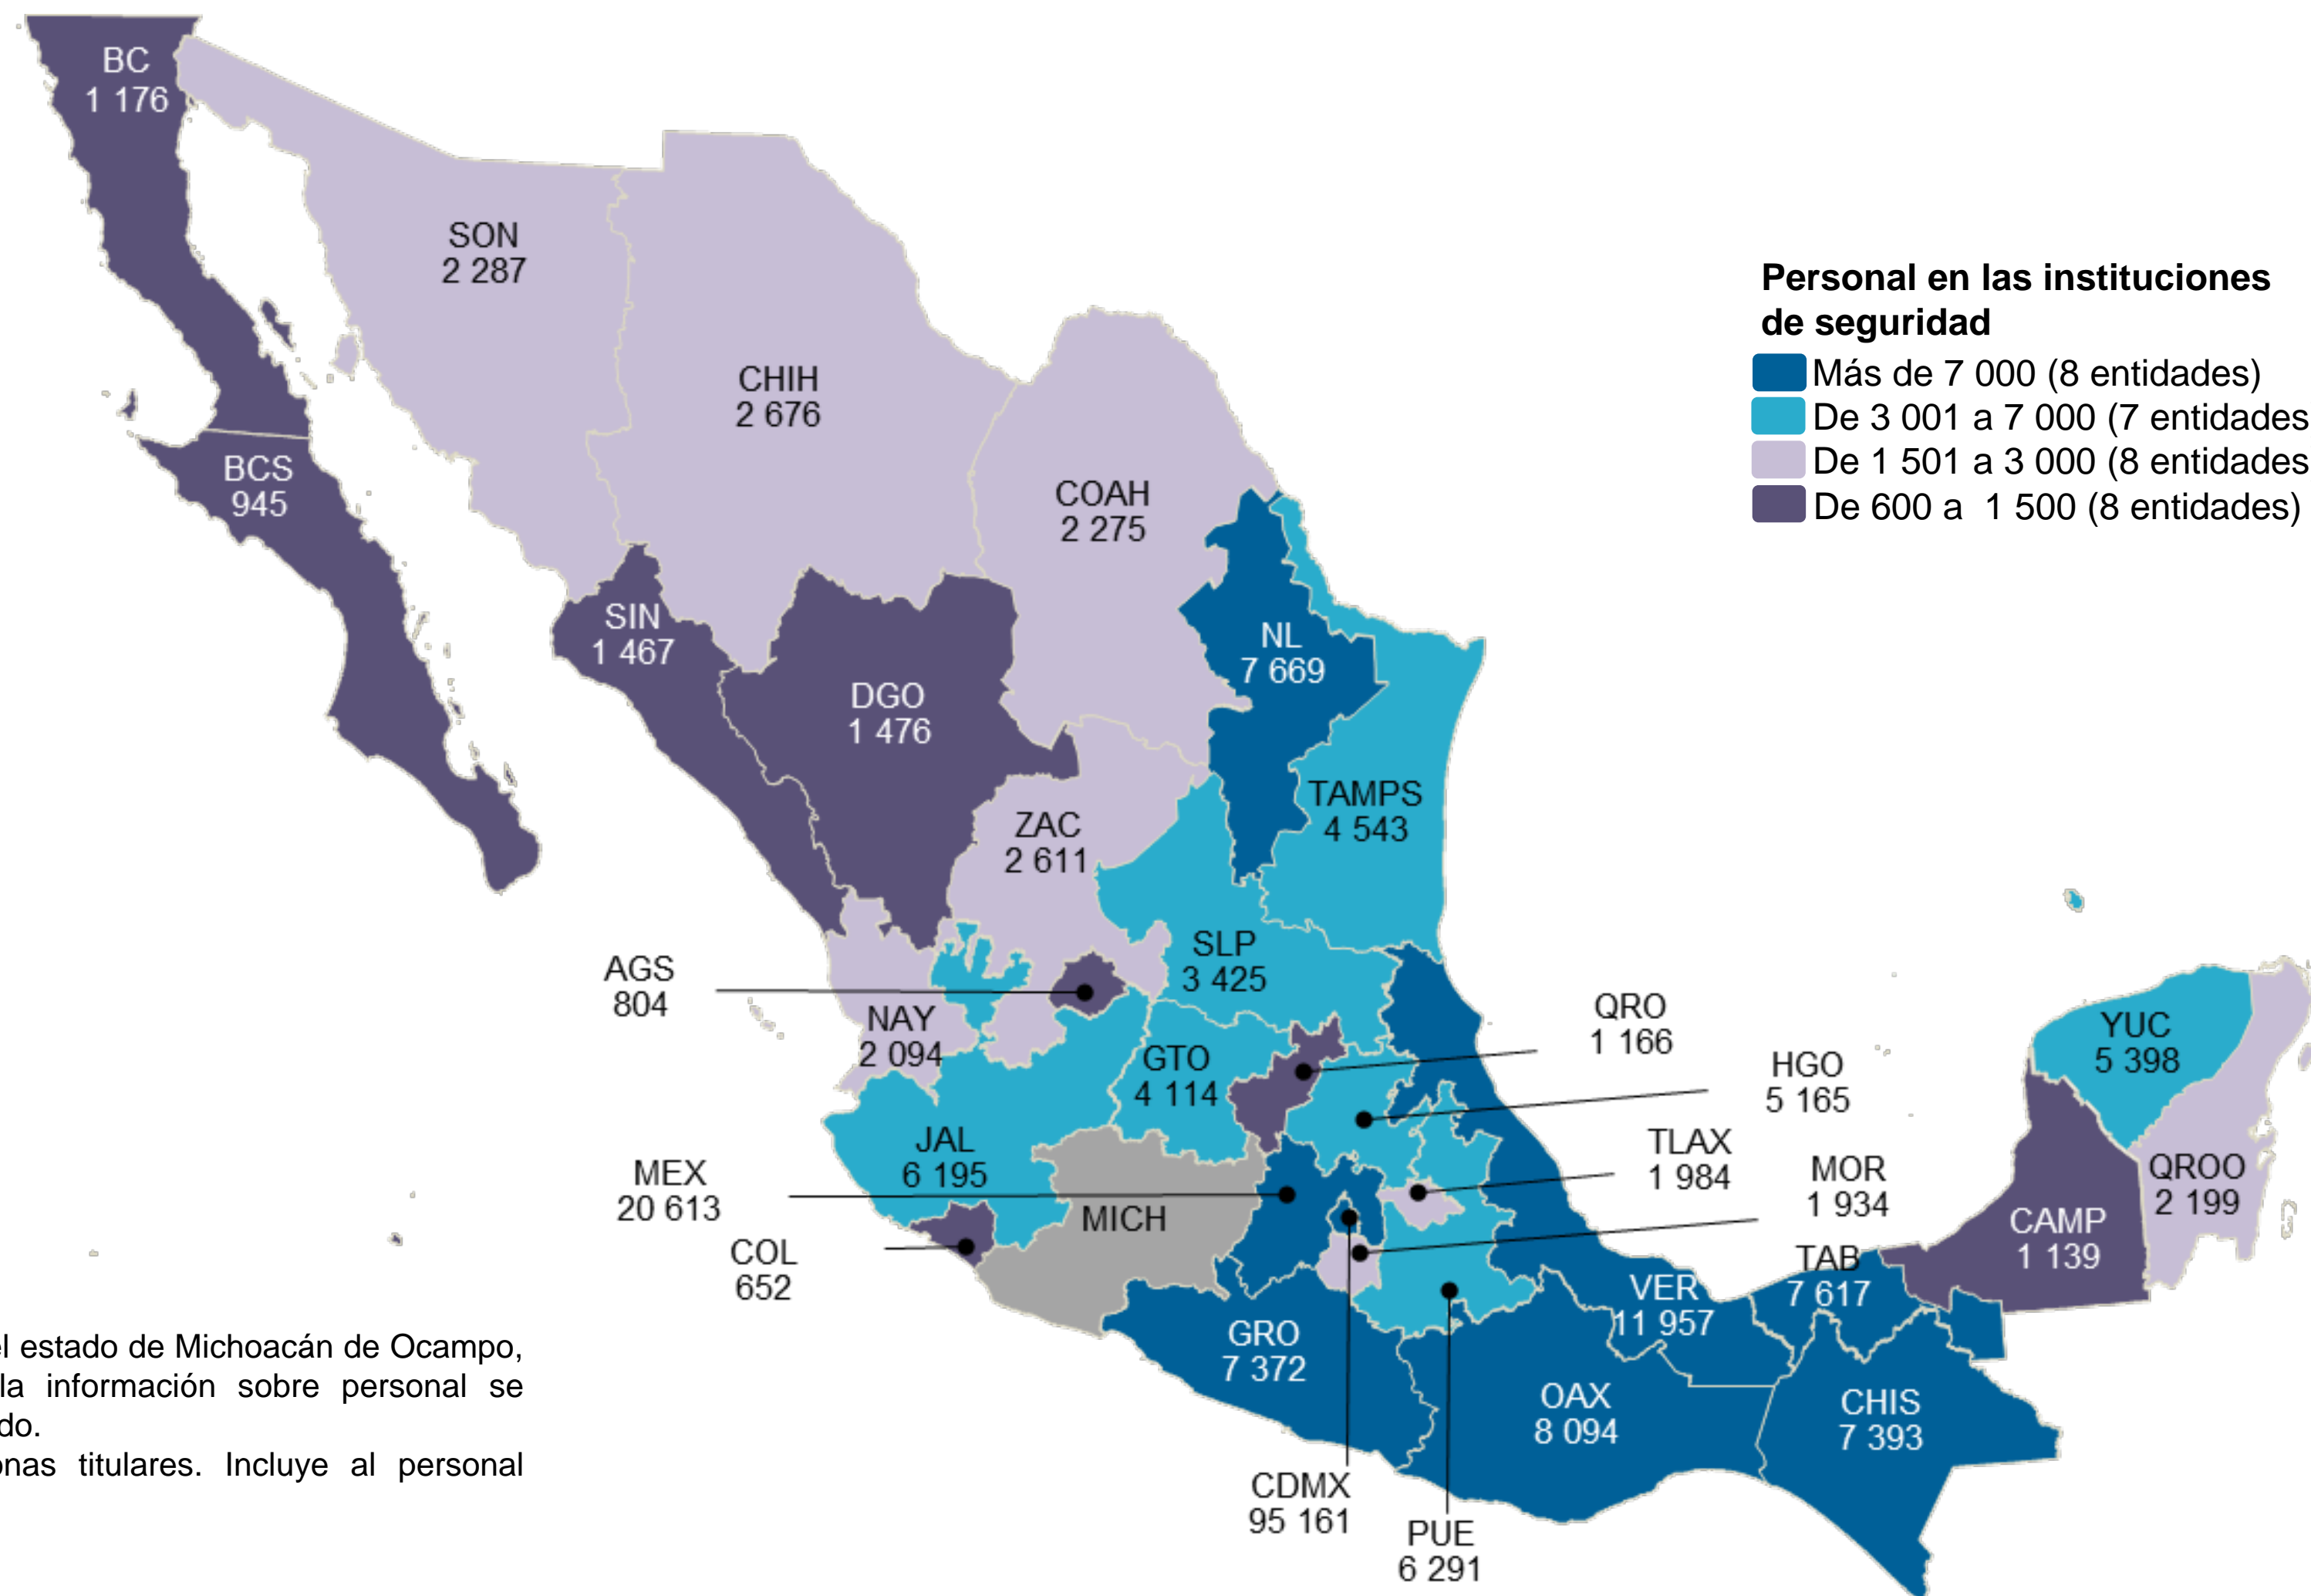 BC
1 176
SON
2 287
CHIH
2 676
COAH
2 275
BCS
945
SIN
1 467
DGO
1 476
NL
7 669
TAMPS
4 543
ZAC
2 611
SLP
3 425
AGS
804
NAY
2 094
GTO
4 114
QRO
1 166
HGO
5 165
YUC
5 398
JAL
6 195
TLAX
1 984
MOR
1 934
QROO
2 199
MEX
20 613
MICH
CAMP
1 139
COL
652
TAB
7 617
VER
11 957
GRO
7 372
OAX
8 094
CHIS
7 393
CDMX
95 161
PUE
6 291
Personal en las instituciones
de seguridad
Más de 7 000 (8 entidades)
De 3 001 a 7 000 (7 entidades
De 1 501 a 3 000 (8 entidades
De 600 a 1 500 (8 entidades)
estado de Michoacán de Ocampo,
la información sobre personal se
titulares. Incluye al personal